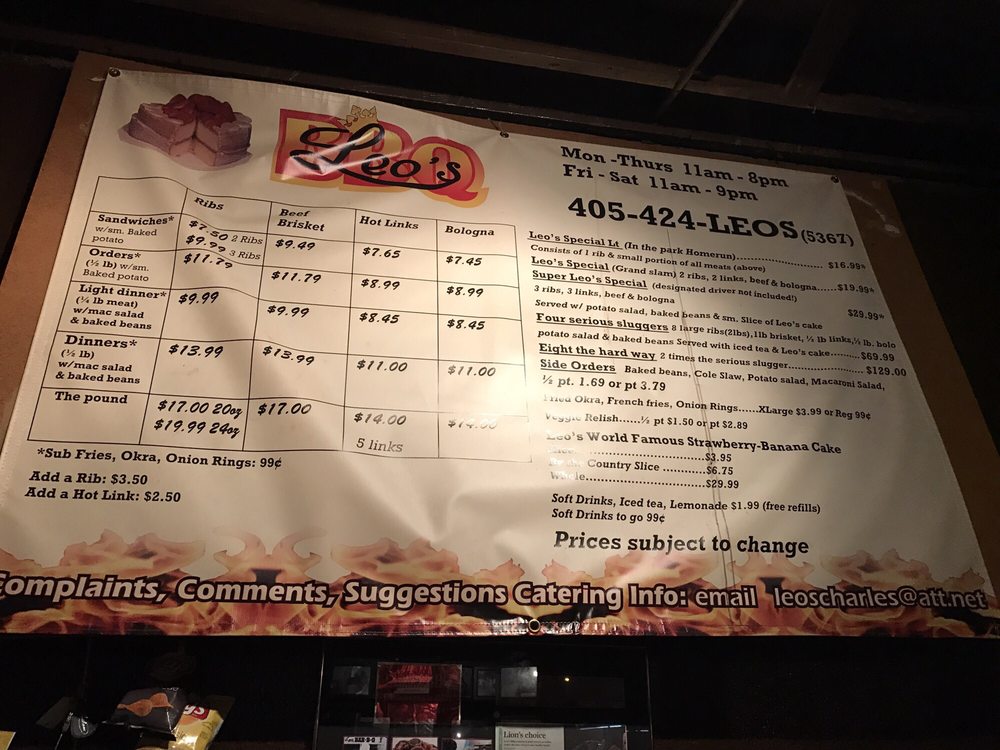 BBQ
Leo's
Ribs
Beef Brisket
Hot Links
Bologna
Sandwiches*
w/sm. Baked
potato
$7.50 2 Ribs
$9.99 3 Ribs
$9.49
$7.65
$7.45
Orders*
(½ lb) w/sm.
Baked potato
$11.79
$11.79
$8.99
$8.99
Light dinner*
(¼ lb meat)
w/mac salad
& baked beans
$9.99
$9.99
$8.45
$8.45
Dinners*
(½ lb)
w/mac salad
& baked beans
$13.99
$13.99
$11.00
$11.00
The pound
$17.00 20oz
$19.99 24oz
$17.00
$14.00
5 links
$14.00
*Sub Fries, Okra, Onion Rings: 99¢
Add a Rib: $3.50
Add a Hot Link: $2.50
Mon -Thurs 11am - 8pm
Fri - Sat 11am - 9pm
405-424-LEOS (5367)
Leo's Special Lt (In the park Homerun)
Consists of 1 rib & small portion of all meats (above) ..... $16.99*
Leo's Special (Grand slam) 2 ribs, 2 links, beef & bologna......$19.99*
Super Leo's Special (designated driver not included!)
3 ribs, 3 links, beef & bologna
Served w/ potato salad, baked beans & sm. Slice of Leo's cake $29.99*
Four serious sluggers 8 large ribs(2lbs), 1lb brisket, ½ lb links, ½ lb. bolo
potato salad & baked beans Served with iced tea & Leo's cake.........$69.99
Eight the hard way 2 times the serious slugger.................... $129.00
Side Orders Baked beans, Cole Slaw, Potato salad, Macaroni Salad,
½ pt. 1.69 or pt 3.79
Fried Okra, French fries, Onion Rings......XLarge $3.99 or Reg 99¢
Veggie Relish.....½ pt $1.50 or pt $2.89
Leo's World Famous Strawberry-Banana Cake
$3.95
Country Slice ............$6.75
Whole..............................$29.99
Soft Drinks, Iced tea, Lemonade $1.99 (free refills)
Soft Drinks to go 99¢
Prices subject to change
Complaints, Comments, Suggestions Catering Info: email leoscharles@att.net
Lion's choice